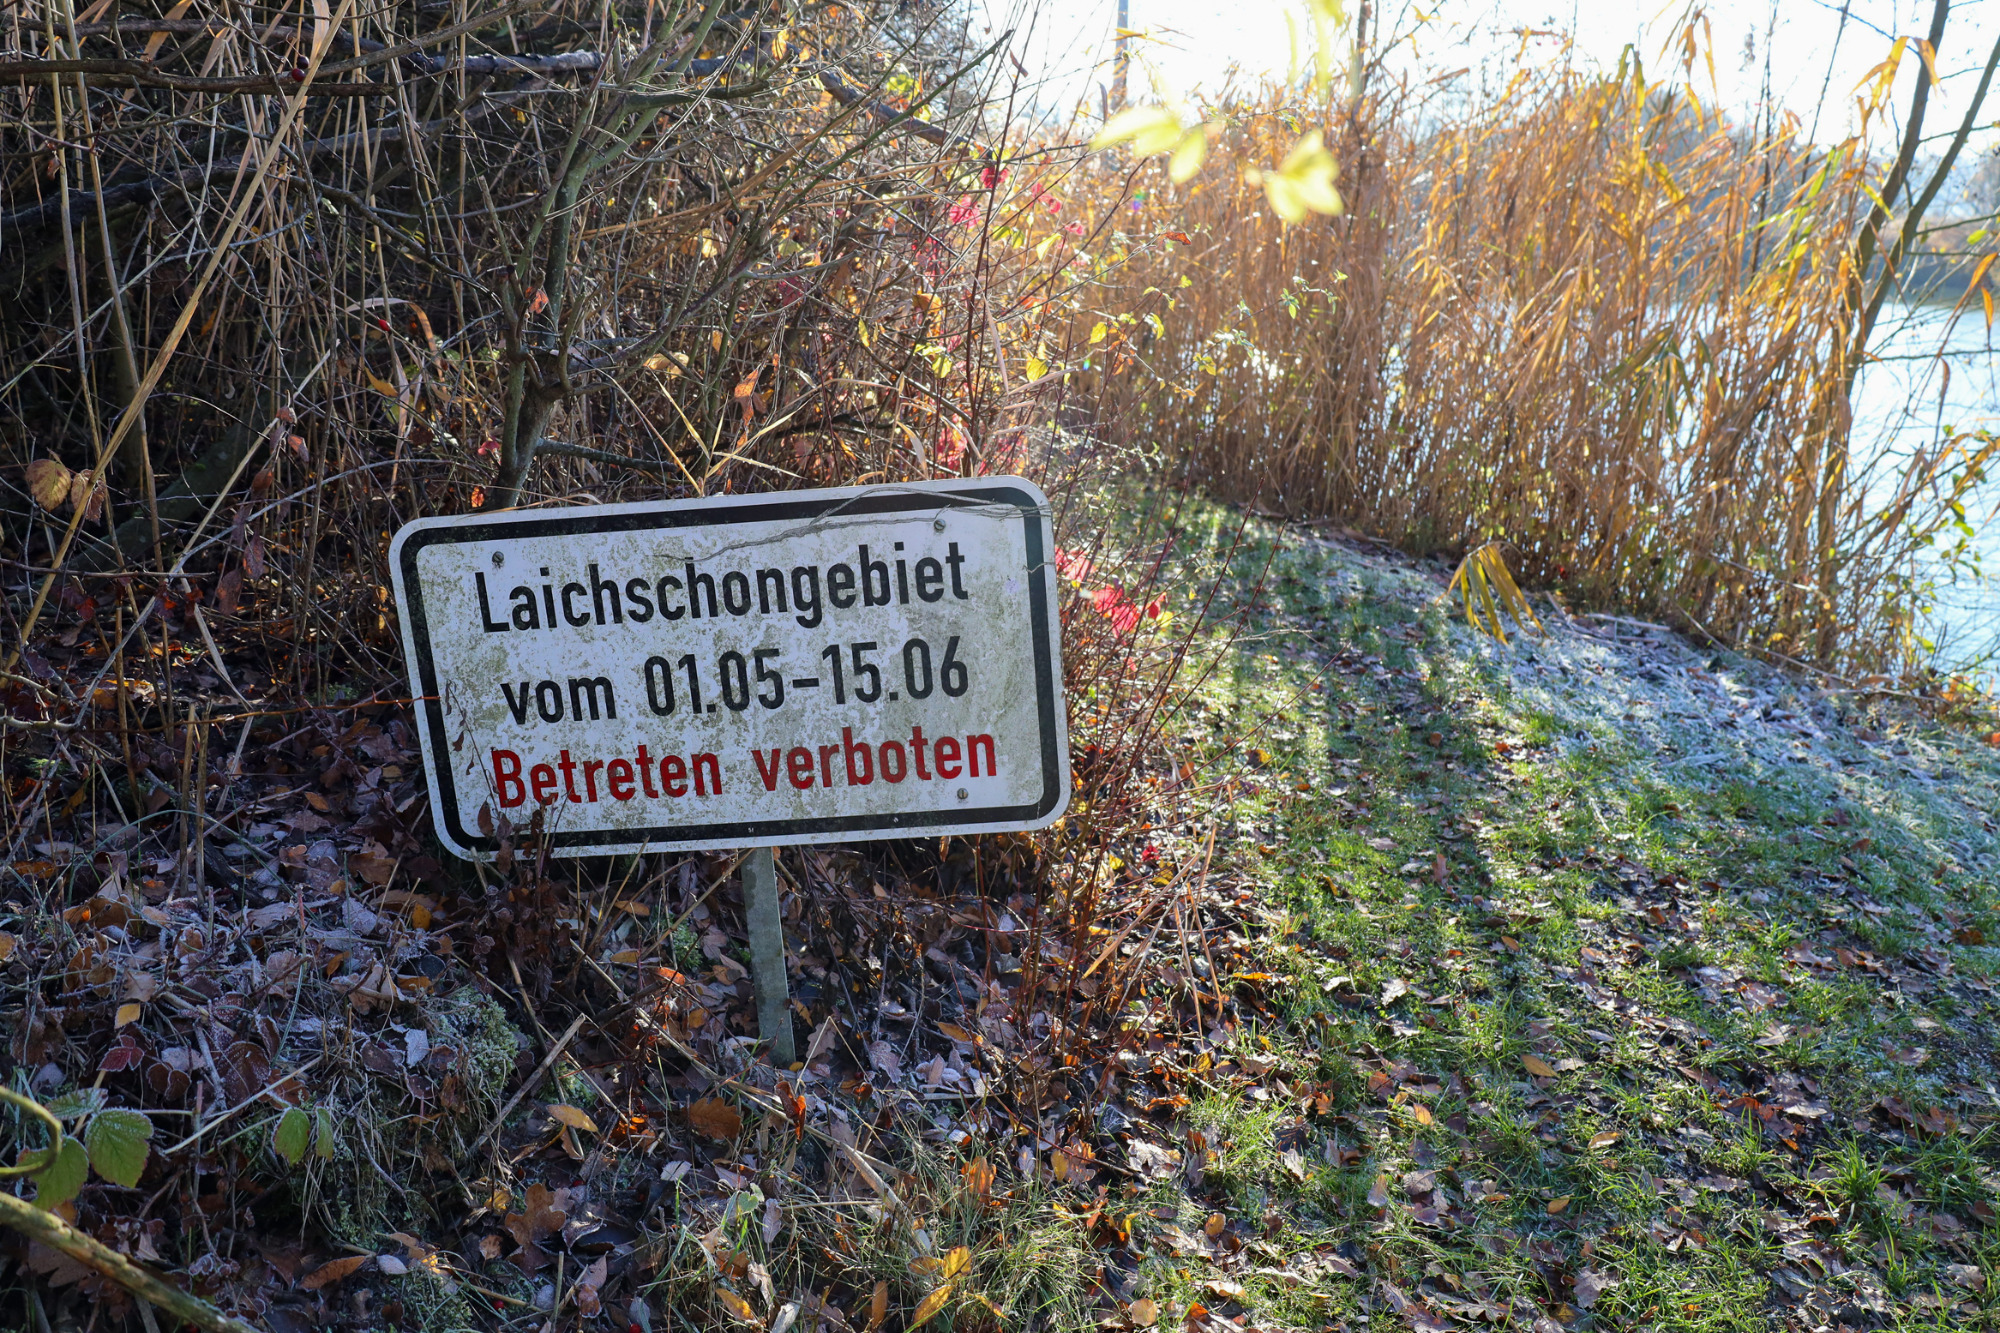 Laichschongebiet
vom 01.05-15.06
Betreten verboten